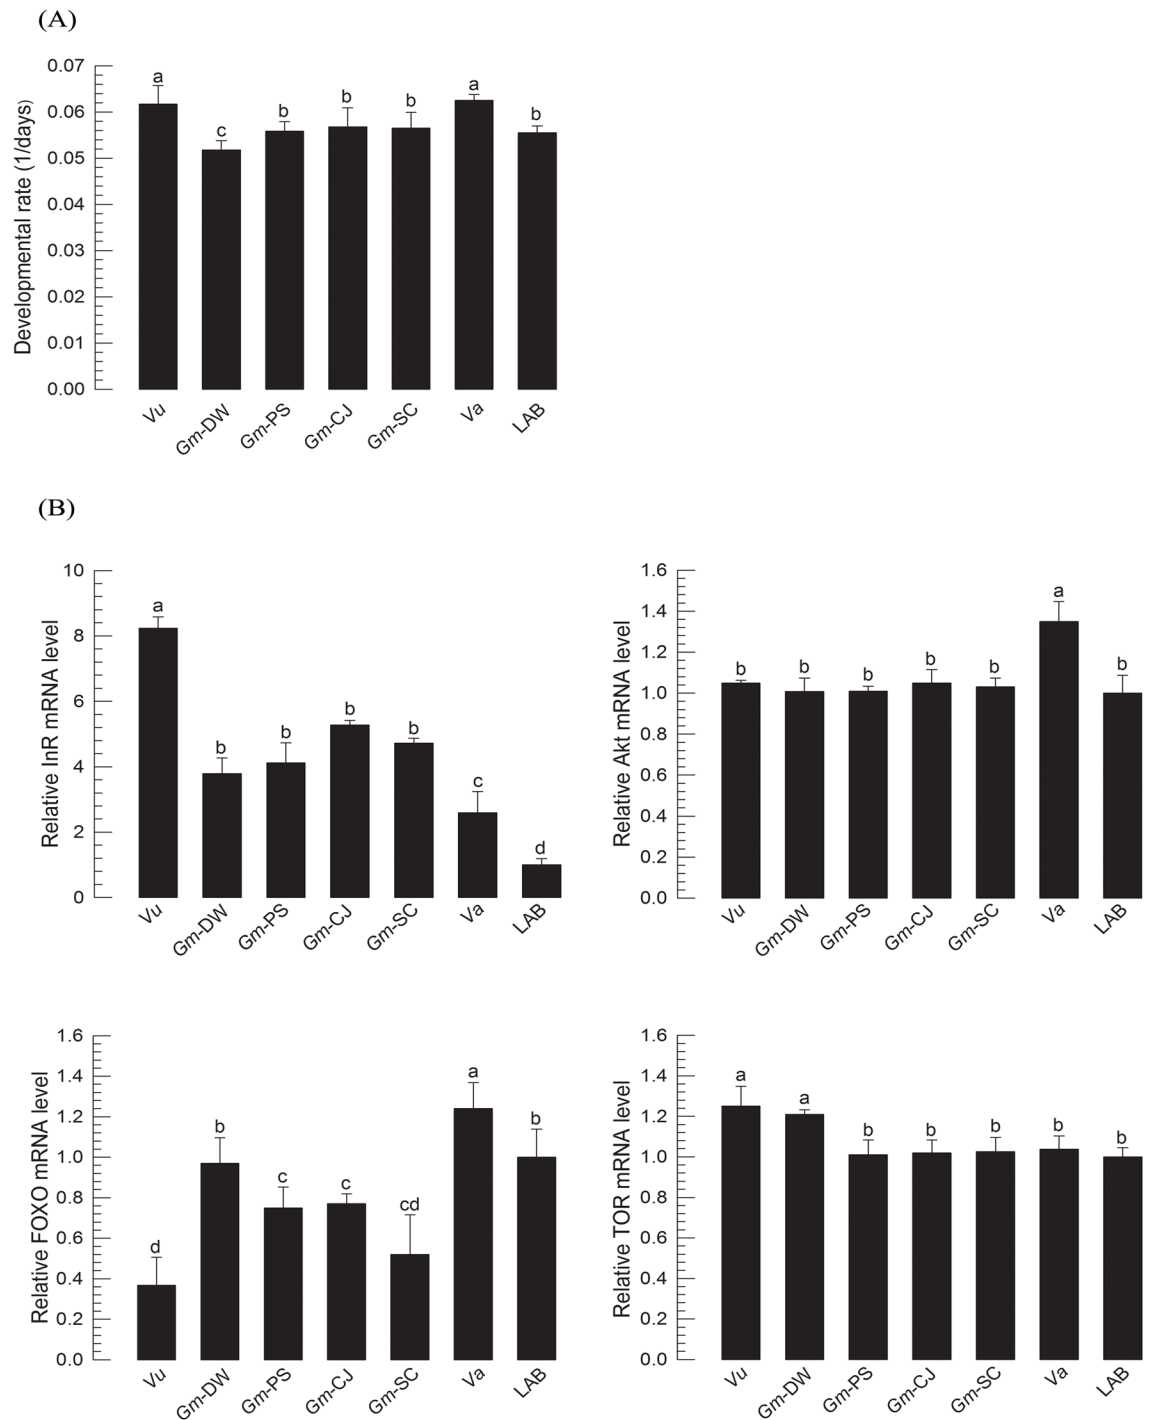 (A)
Developmental rate (1/days)
0.07
0.06
0.05
0.04
0.03
0.02
0.01
0.00
a
c
b
b
b
a
b
Vu
Gm-DW
Gm-PS
Gm-CJ
Gm-SC
Va
LAB
(B)
Relative InR mRNA level
10
8
6
4
2
0
a
b
b
b
b
c
d
Vu
Gm-DW
Gm-PS
Gm-CJ
Gm-SC
Va
LAB
Relative Akt mRNA level
1.6
1.4
1.2
1.0
0.8
0.6
0.4
0.2
0.0
b
b
b
b
b
a
b
Vu
Gm-DW
Gm-PS
Gm-CJ
Gm-SC
Va
LAB
Relative FOXO mRNA level
1.6
1.4
1.2
1.0
0.8
0.6
0.4
0.2
0.0
d
b
c
c
cd
a
b
Vu
Gm-DW
Gm-PS
Gm-CJ
Gm-SC
Va
LAB
Relative TOR mRNA level
1.6
1.4
1.2
1.0
0.8
0.6
0.4
0.2
0.0
a
a
b
b
b
b
b
Vu
Gm-DW
Gm-PS
Gm-CJ
Gm-SC
Va
LAB